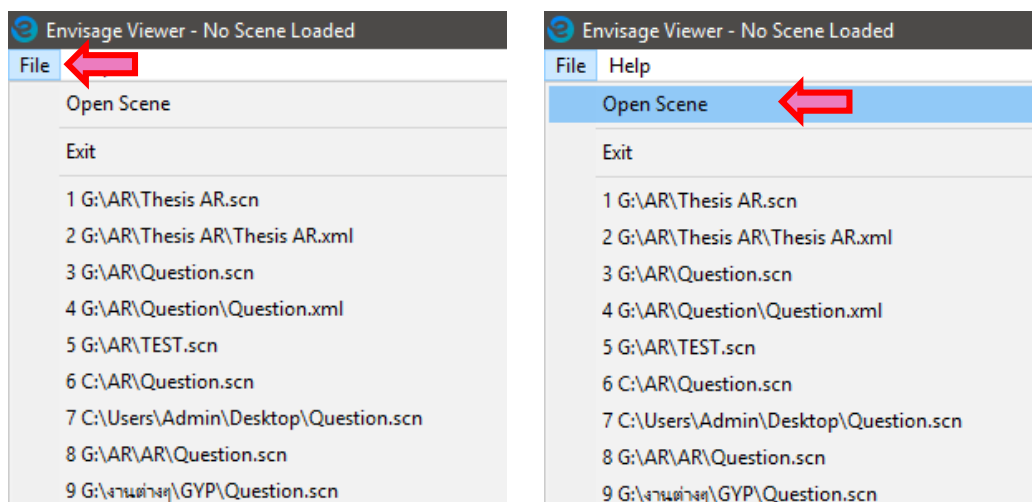 Envisage Viewer - No Scene Loaded
File
Open Scene
Exit
1 G:\AR\Thesis AR.scn
2 G:\AR\Thesis AR\Thesis AR.xml
3 G:\AR\Question.scn
4 G:\AR\Question\Question.xml
5 G:\AR\TEST.scn
6 C:\AR\Question.scn
7 C:\Users\Admin\Desktop\Question.scn
8 G:\AR\AR\Question.scn
9 G:\งานต่างๆ\GYP\Question.scn
Envisage Viewer - No Scene Loaded
File Help
Open Scene
Exit
1 G:\AR\Thesis AR.scn
2 G:\AR\Thesis AR\Thesis AR.xml
3 G:\AR\Question.scn
4 G:\AR\Question\Question.xml
5 G:\AR\TEST.scn
6 C:\AR\Question.scn
7 C:\Users\Admin\Desktop\Question.scn
8 G:\AR\AR\Question.scn
9 G:\งานต่างๆ\GYP\Question.scn